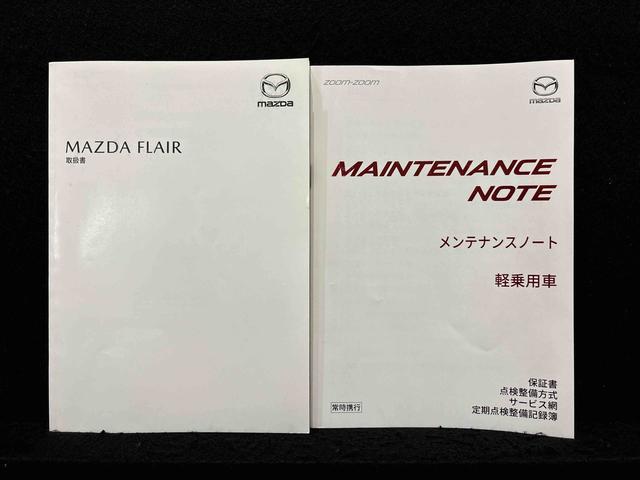 mazda
MAZDA FLAIR
取扱書
zoom-zoom
mazda
MAINTENANCE
NOTE
メンテナンスノート
軽乗用車
保証書
点検整備方式
サービス網
定期点検整備記録簿
常時携行